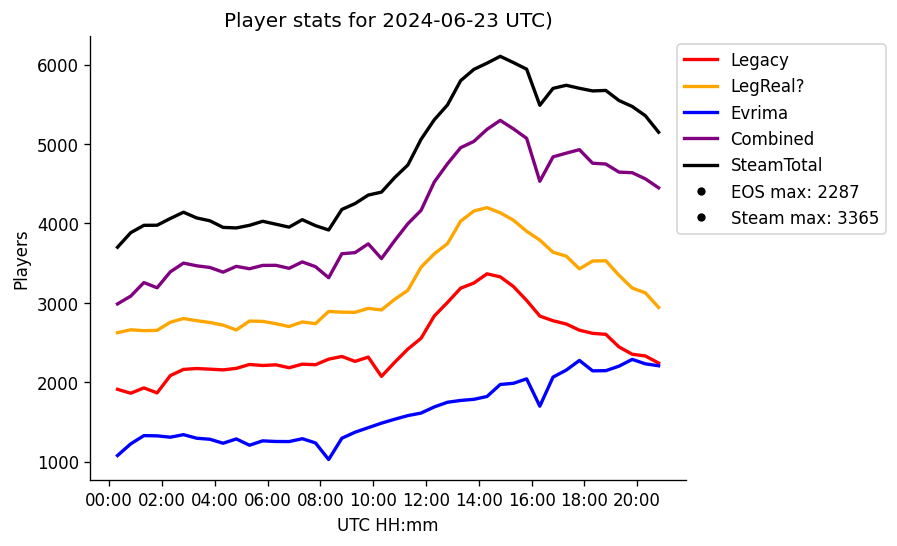 Player stats for 2024-06-23 UTC)
Players
6000
5000
4000
3000
2000
1000
00:00 02:00 04:00 06:00 08:00 10:00 12:00 14:00 16:00 18:00 20:00
UTC HH:mm
Legacy
LegReal?
Evrima
Combined
SteamTotal
EOS max: 2287
Steam max: 3365